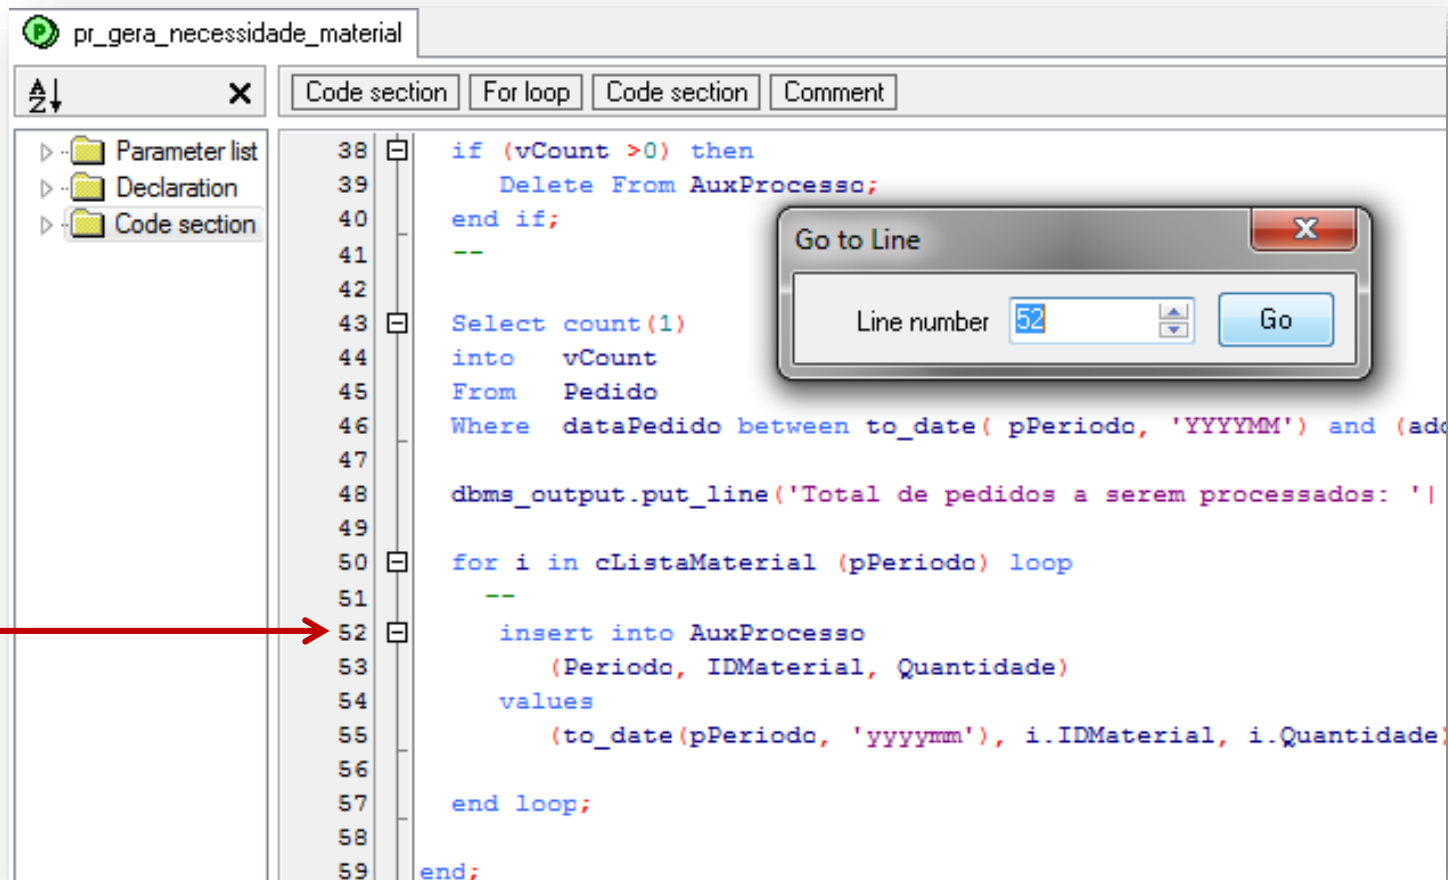 pr_gera_necessidade_material
Code section For loop Code section Comment
Parameter list
Declaration
Code section
38 if (vCount >0) then
39 Delete From AuxProcesso;
40 end if;
41 --
42
43 Select count(1)
44 into vCount
45 From Pedido
46 Where dataPedido between to_date( pPeriodo, 'YYYYMM') and (add
47
48 dbms_output.put_line('Total de pedidos a serem processados: '|
49
50 for i in cListaMaterial (pPeriodo) loop
51 --
52 insert into AuxProcesso
53 (Periodo, IDMaterial, Quantidade)
54 values
55 (to_date(pPeriodo, 'yyyymm'), i.IDMaterial, i.Quantidade)
56
57 end loop;
58
59 end;
Go to Line
Line number 52 Go